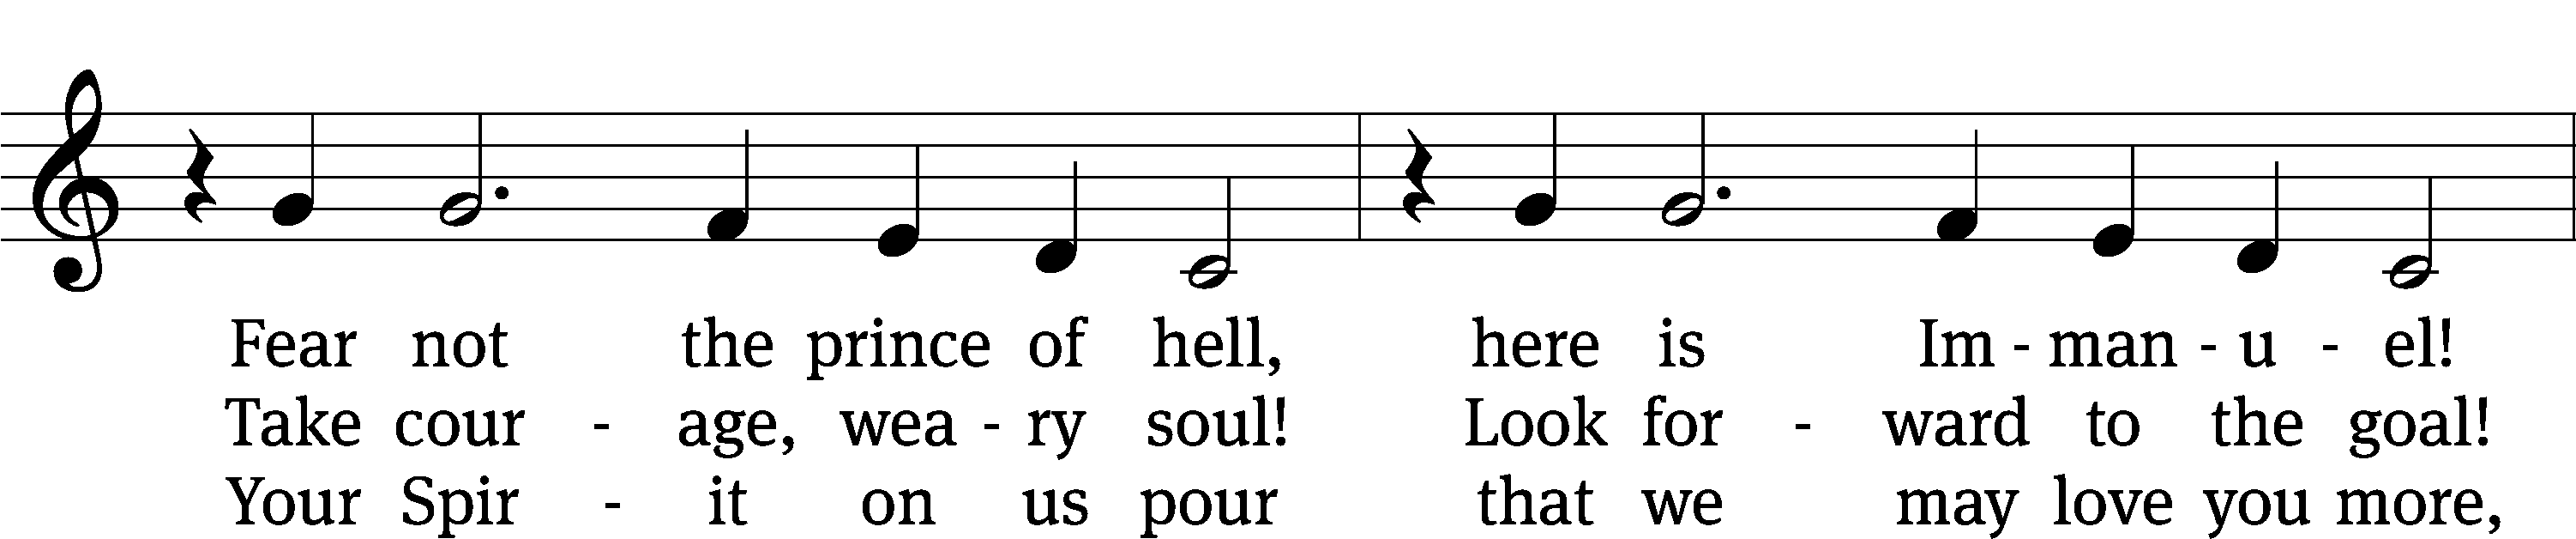 Fear not the prince of hell, here is Im - man - u - el!
Take cour - age, wea - ry soul! Look for - ward to the goal!
Your Spir - it on us pour that we may love you more,